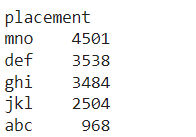 placement
mno    4501
def    3538
ghi    3484
jkl    2504
abc     968